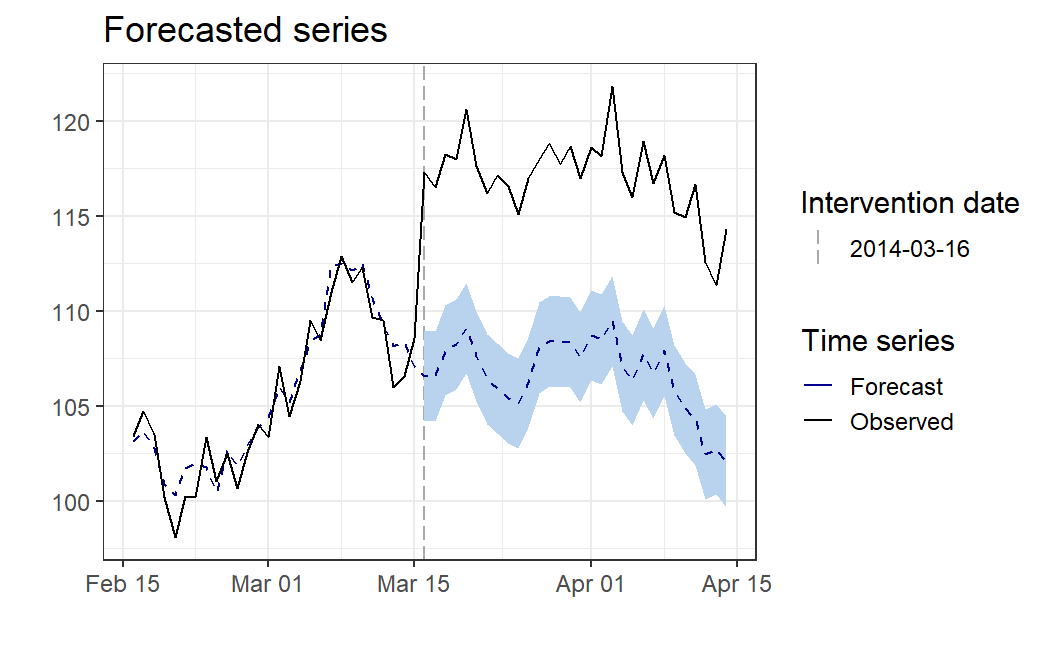 Forecasted series
120
115
110
105
100
Feb 15
Mar 01
Mar 15
Apr 01
Apr 15
Intervention date
2014-03-16
Time series
Forecast
Observed